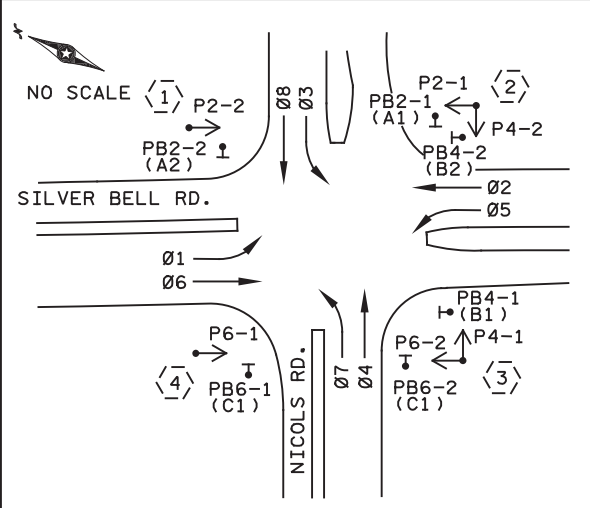 NO SCALE
1
P2-2
PB2-2
(A2)
Ø8
Ø3
P2-1
2
PB2-1
(A1)
P4-2
PB4-2
(B2)
SILVER BELL RD.
Ø2
Ø5
Ø1
Ø6
PB4-1
(B1)
P6-1
P6-2
P4-1
4
PB6-1
(C1)
NICOLS RD.
Ø7
Ø4
PB6-2
(C1)
3